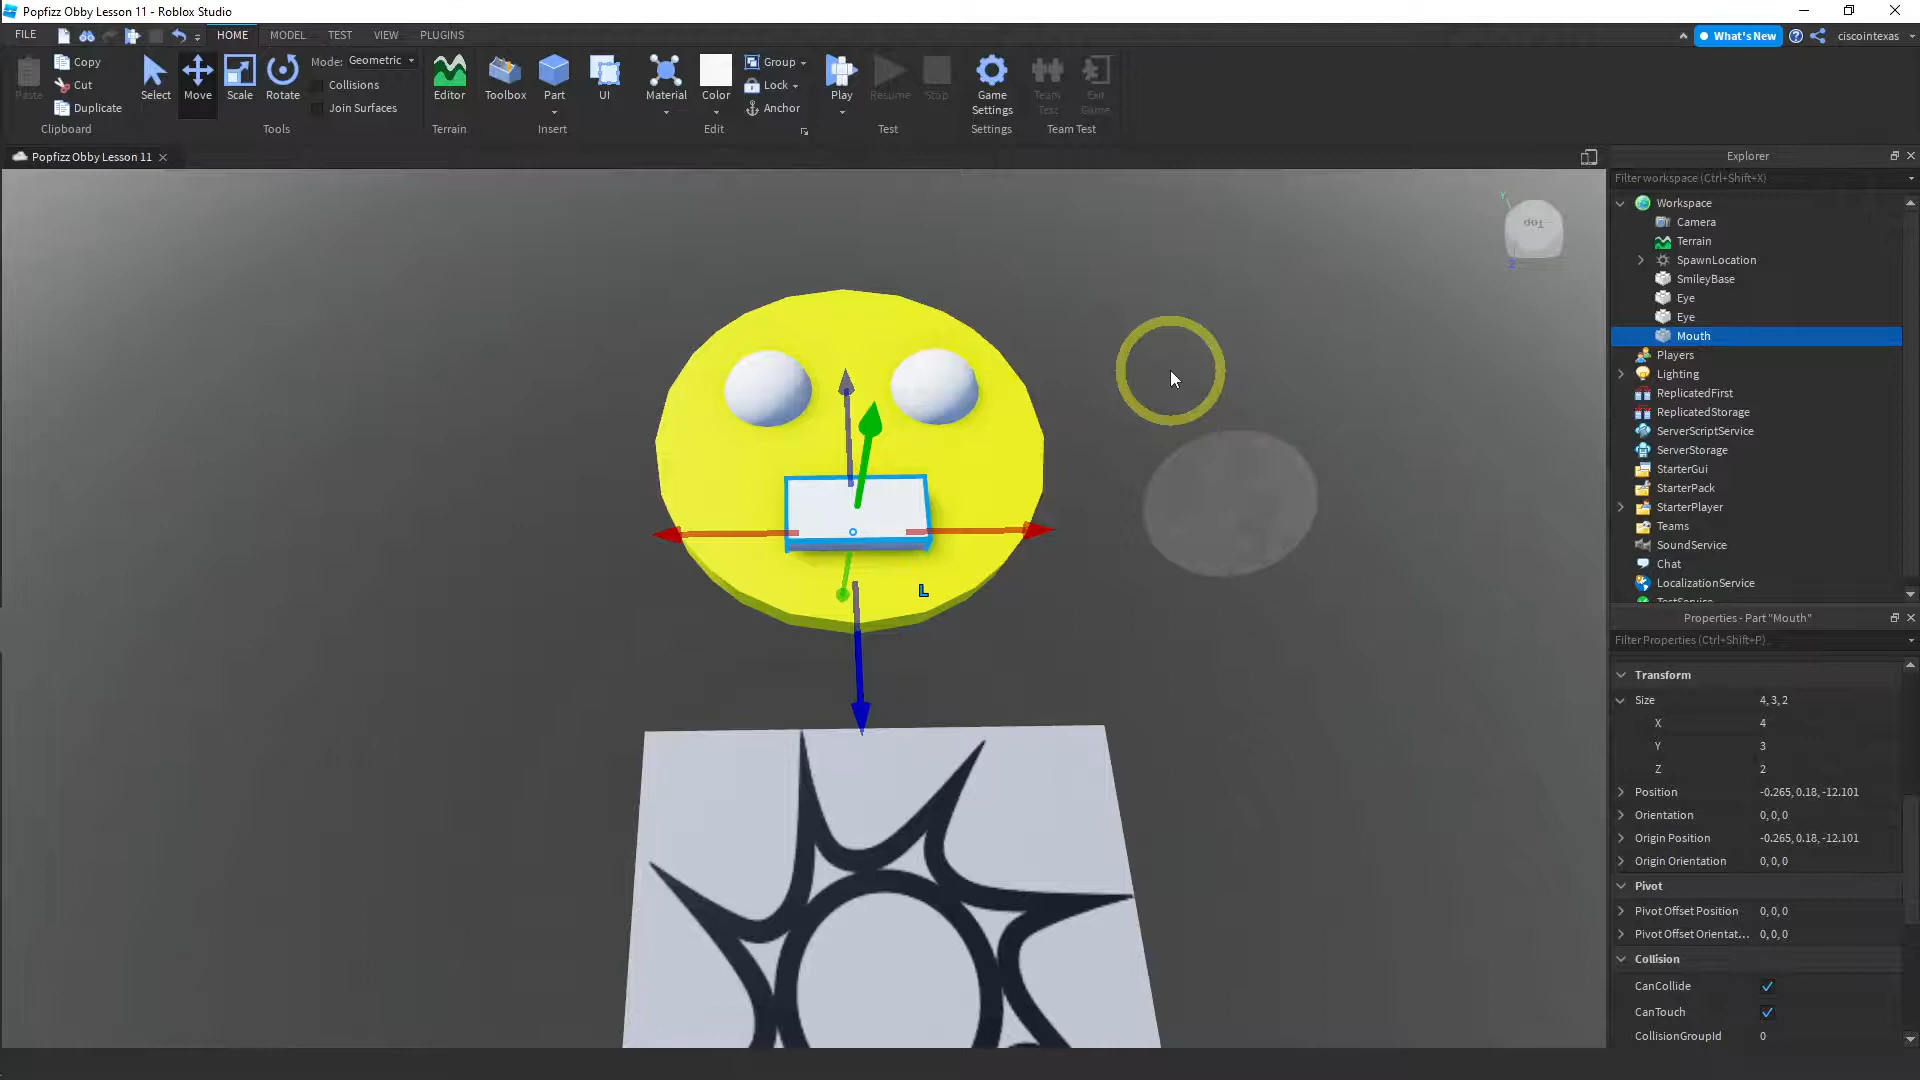 Popfizz Obby Lesson 11 - Roblox Studio
FILE
HOME
MODEL
TEST
VIEW
PLUGINS
What's New
ciscointexas
Paste
Copy
Cut
Duplicate
Clipboard
Select
Move
Scale
Rotate
Mode: Geometric
Collisions
Join Surfaces
Tools
Editor
Terrain
Toolbox
Part
UI
Insert
Material
Color
Group
Lock
Anchor
Edit
Play
Resume
Stop
Test
Game
Settings
Settings
Team
Test
Exit
Game
Team Test
Popfizz Obby Lesson 11
Y
Top
Z
L
Explorer
Filter workspace (Ctrl+Shift+X)
Workspace
Camera
Terrain
SpawnLocation
SmileyBase
Eye
Eye
Mouth
Players
Lighting
ReplicatedFirst
ReplicatedStorage
ServerScriptService
ServerStorage
StarterGui
StarterPack
StarterPlayer
Teams
SoundService
Chat
LocalizationService
TestService
Properties - Part "Mouth"
Filter Properties (Ctrl+Shift+P)
Transform
Size 4, 3, 2
X 4
Y 3
Z 2
Position -0.265, 0.18, -12.101
Orientation 0, 0, 0
Origin Position -0.265, 0.18, -12.101
Origin Orientation 0, 0, 0
Pivot
Pivot Offset Position 0, 0, 0
Pivot Offset Orientat... 0, 0, 0
Collision
CanCollide
CanTouch
CollisionGroupId 0